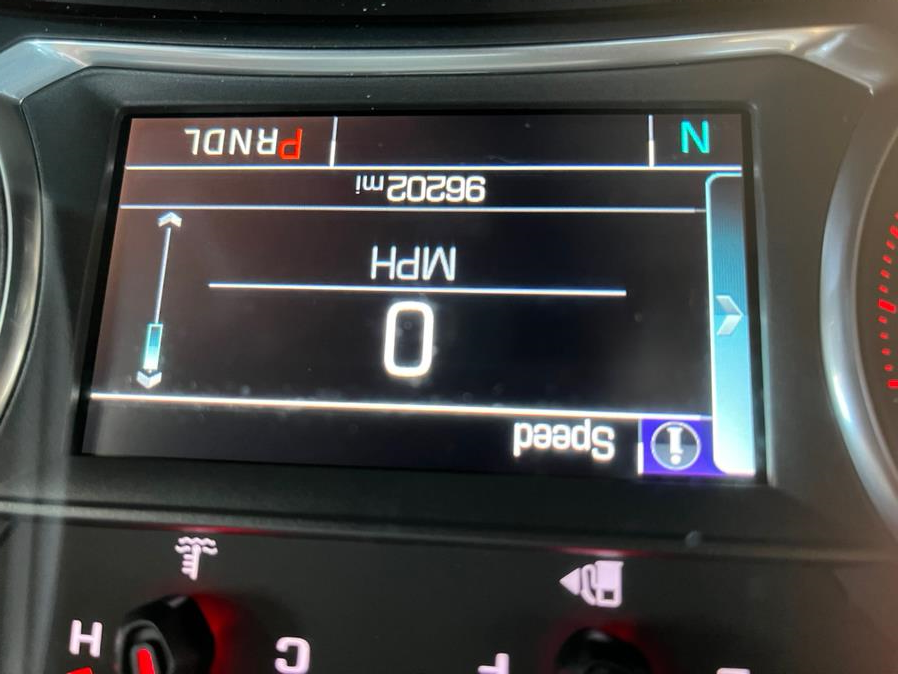 F C H
Speed
0
MPH
96202 mi
N PRNDL